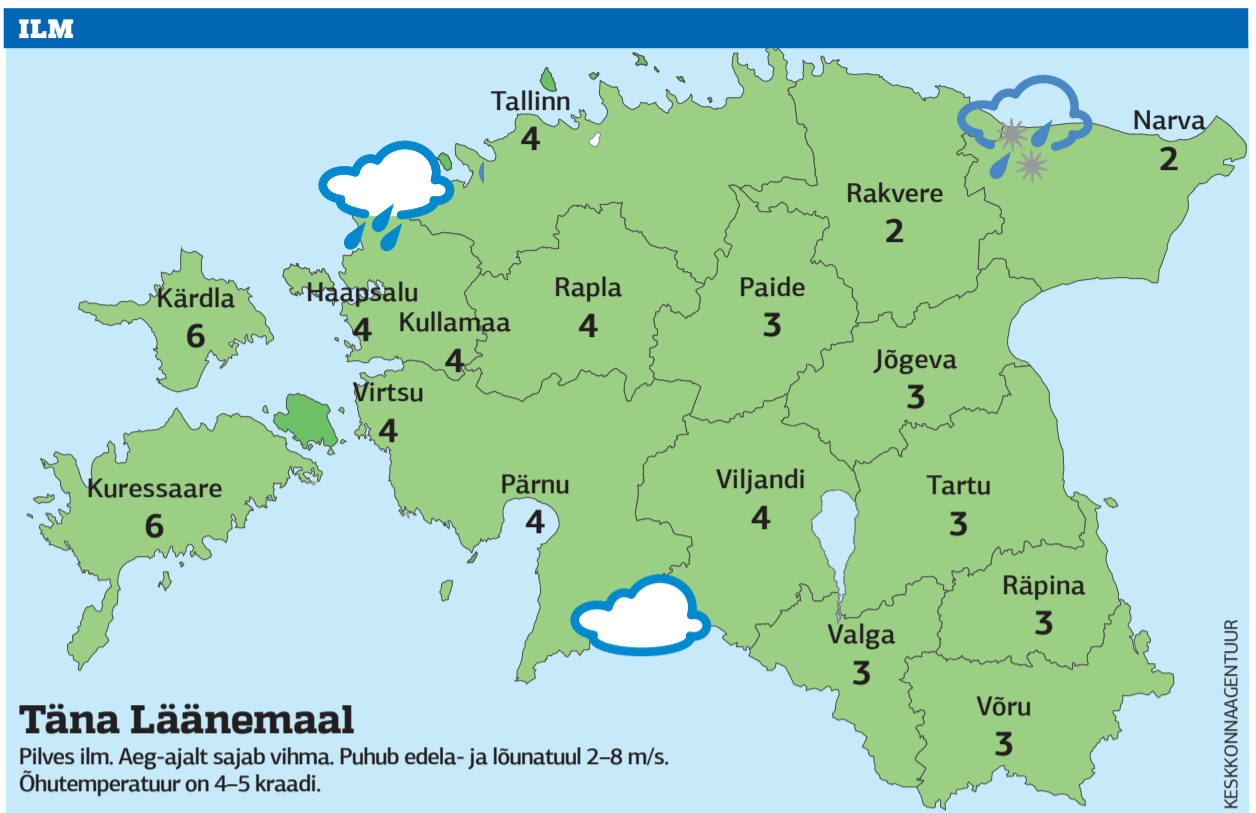 ILM
Tallinn
4
Narva
2
Rakvere
2
Kärdla
6
Haapsalu
4
Kullamaa
4
Rapla
4
Paide
3
Jõgeva
3
Virtsu
4
Kuressaare
6
Pärnu
4
Viljandi
4
Tartu
3
Räpina
3
Valga
3
Võru
3
Täna Läänemaal
Pilves ilm. Aeg-ajalt sajab vihma. Puhub edela- ja lõunatuul 2–8 m/s.
Õhutemperatuur on 4–5 kraadi.
KESKKONNAAGENTUUR